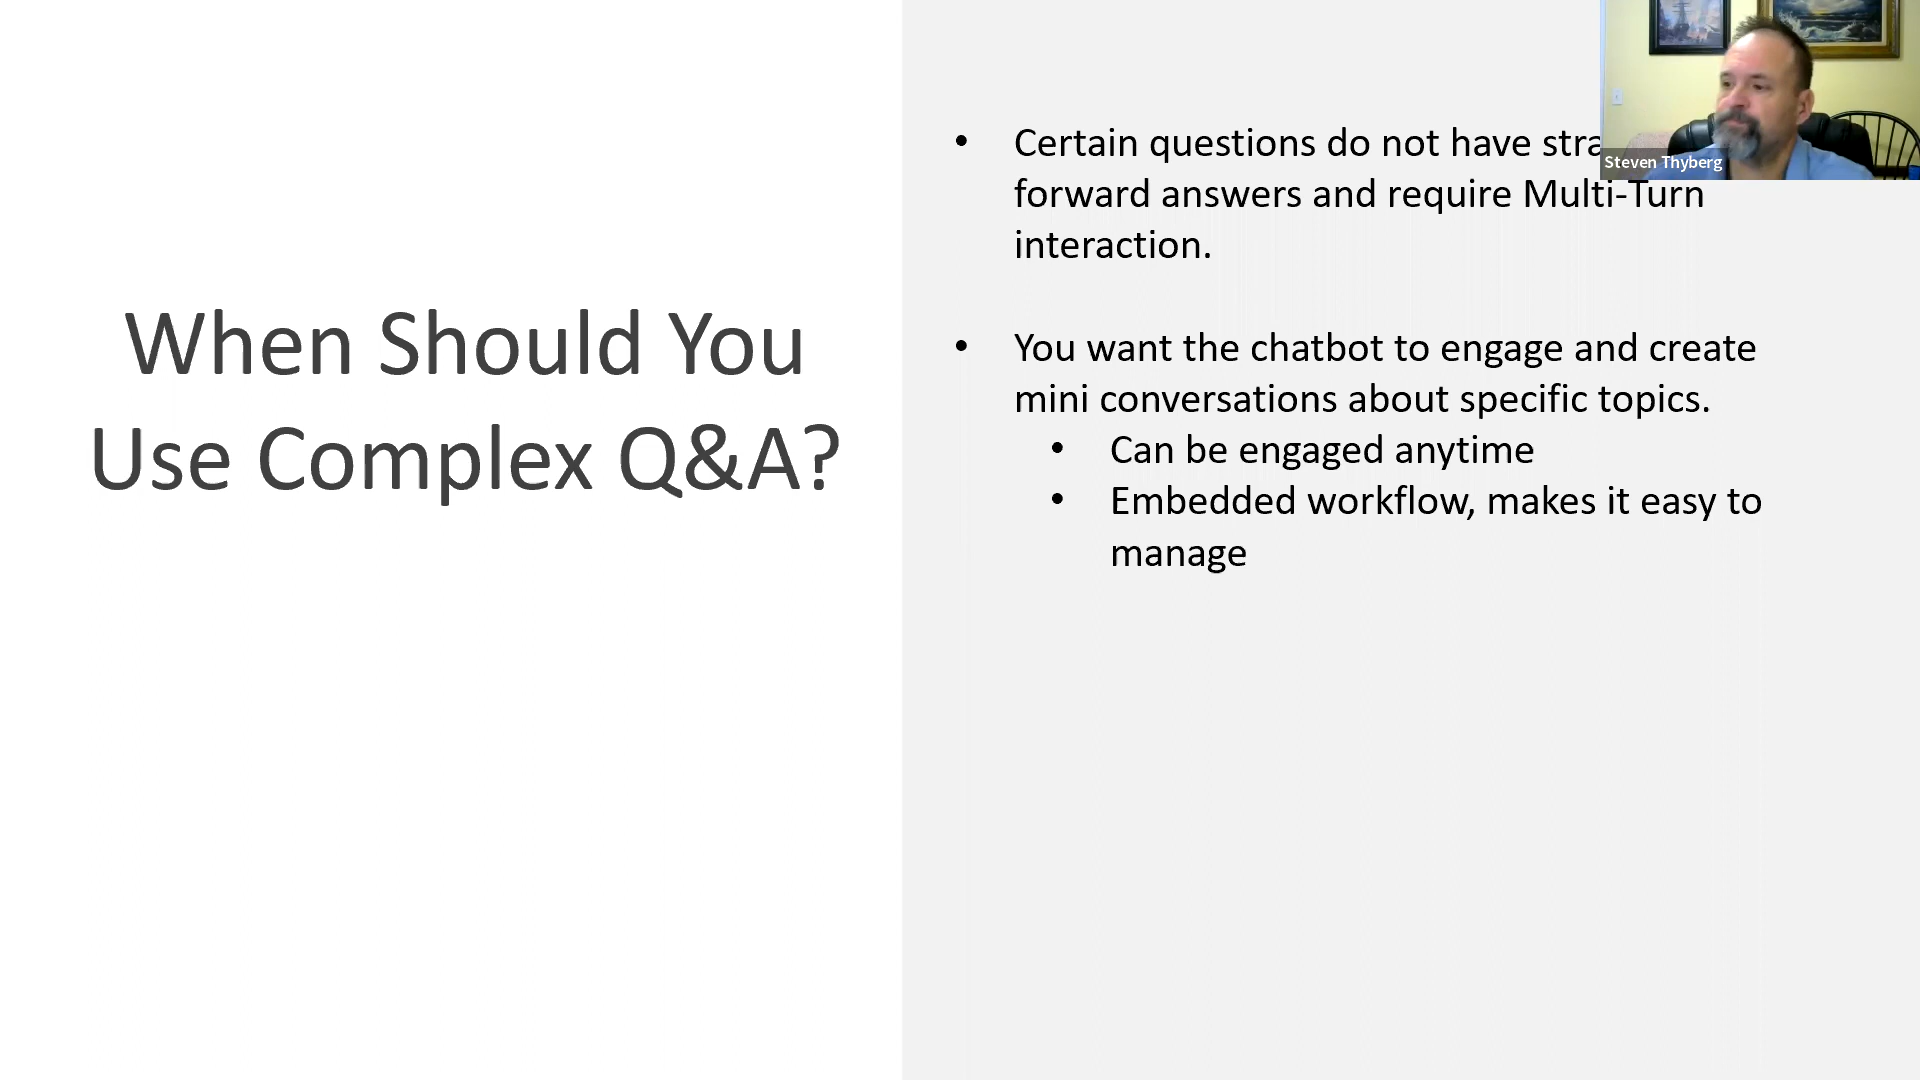 When Should You
Use Complex Q&A?
• Certain questions do not have
forward answers and require Multi-Turn
interaction.
• You want the chatbot to engage and create
mini conversations about specific topics.
• Can be engaged anytime
• Embedded workflow, makes it easy to
manage
Steven Thyberg